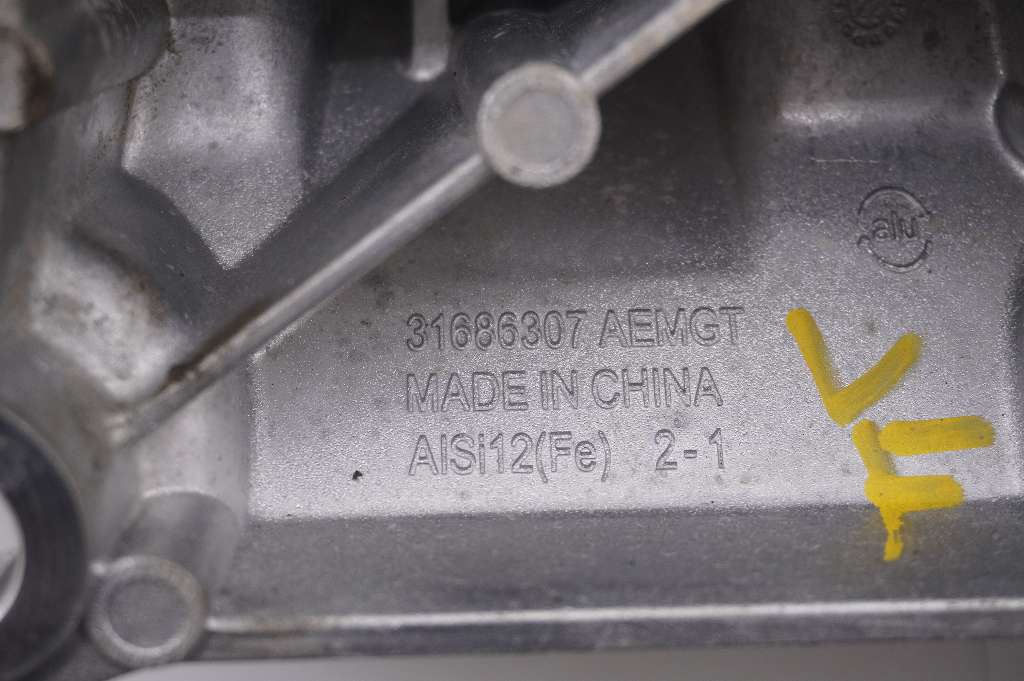 alu
31686307 AEMGT
MADE IN CHINA
AlSi12(Fe) 2-1
VF